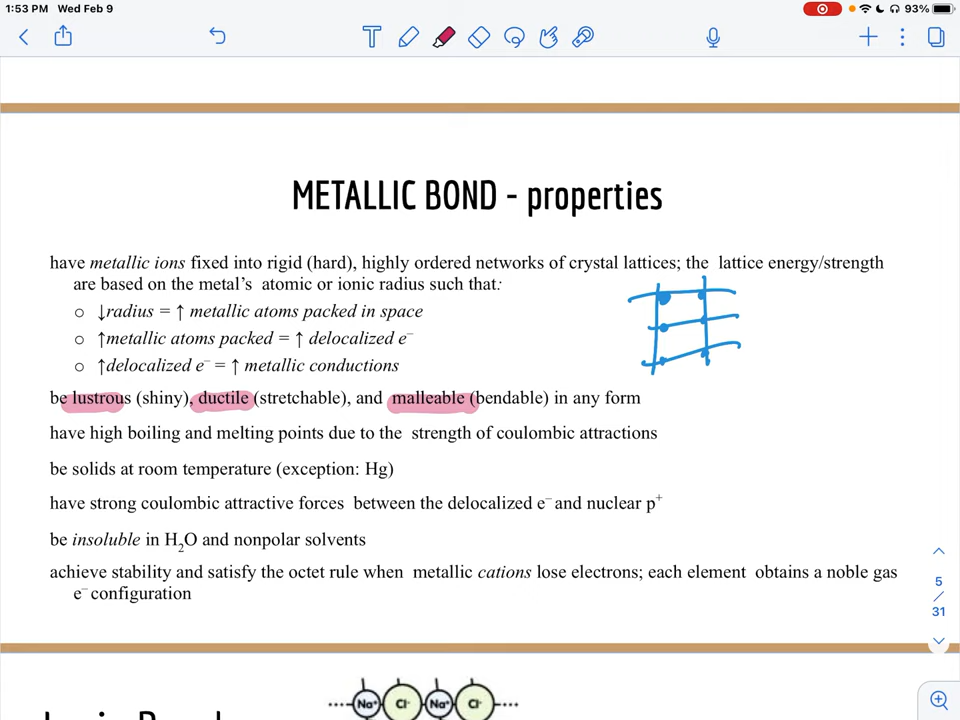 1:53 PM Wed Feb 9
93%
METALLIC BOND - properties
have metallic ions fixed into rigid (hard), highly ordered networks of crystal lattices; the lattice energy/strength
are based on the metal's atomic or ionic radius such that:
○ ↓radius = ↑ metallic atoms packed in space
○ ↑metallic atoms packed = ↑ delocalized e⁻
○ ↑delocalized e⁻ = ↑ metallic conductions
be lustrous (shiny), ductile (stretchable), and malleable (bendable) in any form
have high boiling and melting points due to the strength of coulombic attractions
be solids at room temperature (exception: Hg)
have strong coulombic attractive forces between the delocalized e⁻ and nuclear p⁺
be insoluble in H₂O and nonpolar solvents
achieve stability and satisfy the octet rule when metallic cations lose electrons; each element obtains a noble gas
e⁻ configuration
5
/
31
Na⁺ Cl⁻ Na⁺ Cl⁻